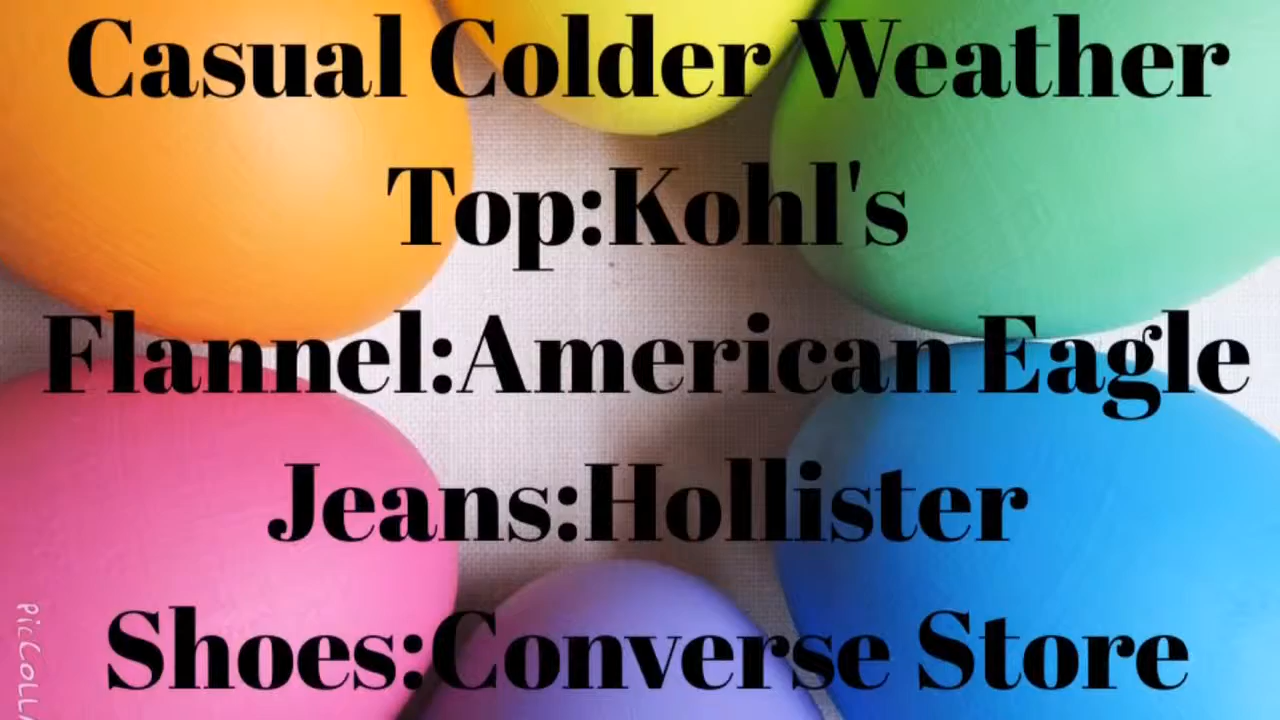 Casual Colder Weather
Top:Kohl's
Flannel:American Eagle
Jeans:Hollister
Shoes:Converse Store